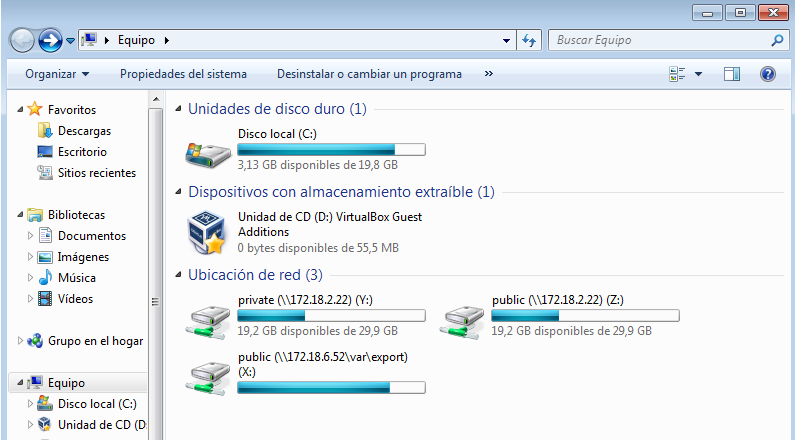 Equipo
Buscar Equipo
Organizar Propiedades del sistema Desinstalar o cambiar un programa »
Favoritos
Descargas
Escritorio
Sitios recientes
Bibliotecas
Documentos
Imágenes
Música
Vídeos
Grupo en el hogar
Equipo
Disco local (C:)
Unidad de CD (D:
Unidades de disco duro (1)
Disco local (C:)
3,13 GB disponibles de 19,8 GB
Dispositivos con almacenamiento extraíble (1)
Unidad de CD (D:) VirtualBox Guest
Additions
0 bytes disponibles de 55,5 MB
Ubicación de red (3)
private (\\172.18.2.22) (Y:)
19,2 GB disponibles de 29,9 GB
public (\\172.18.2.22) (Z:)
19,2 GB disponibles de 29,9 GB
public (\\172.18.6.52\var\export)
(X:)